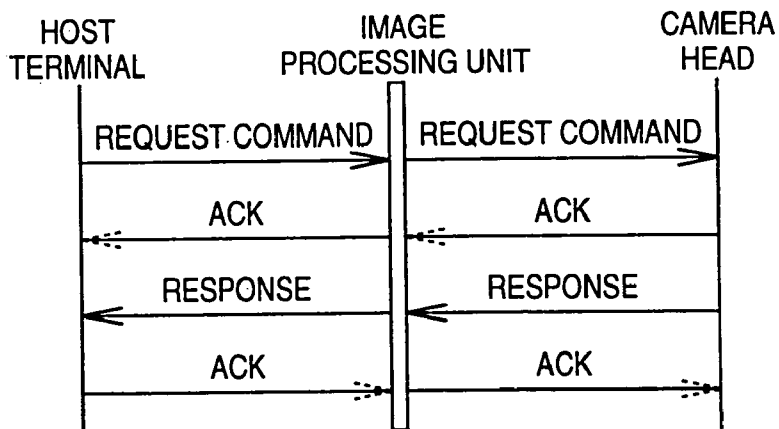 HOST
TERMINAL
IMAGE
PROCESSING UNIT
CAMERA
HEAD
REQUEST COMMAND
REQUEST COMMAND
ACK
ACK
RESPONSE
RESPONSE
ACK
ACK